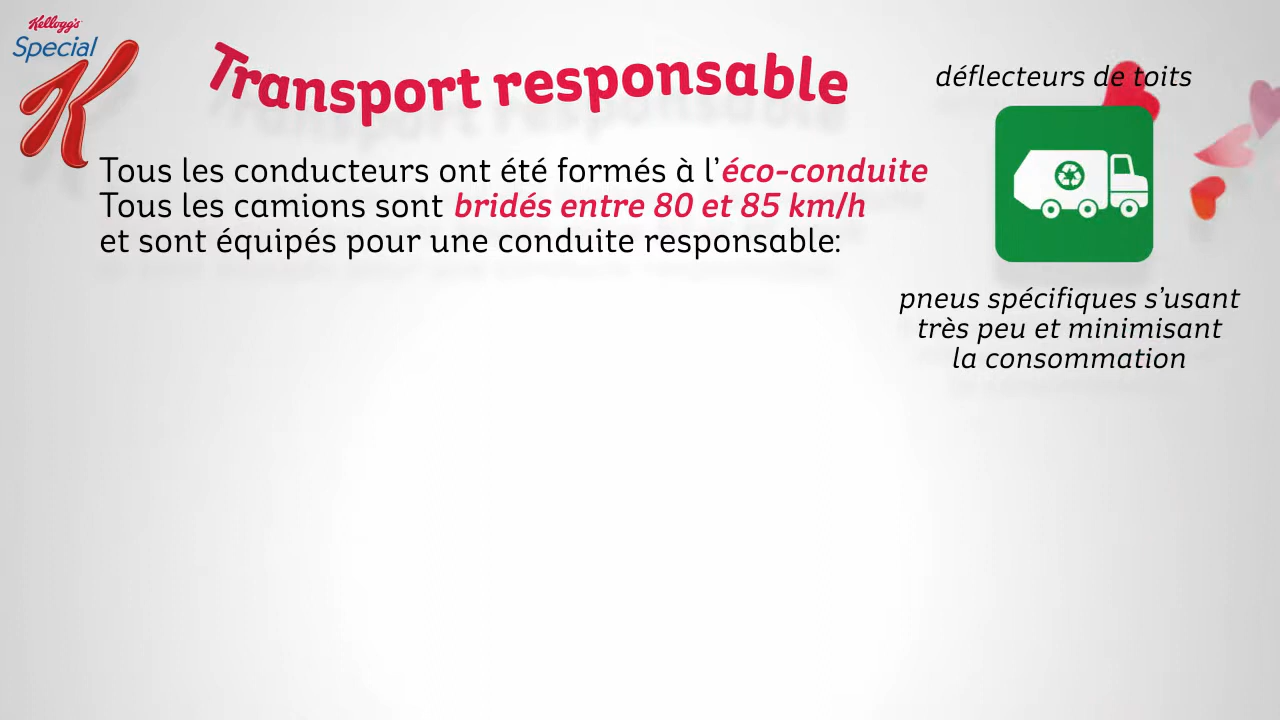 Kellogg's
Special
K
Transport responsable
Tous les conducteurs ont été formés à l'éco-conduite
Tous les camions sont bridés entre 80 et 85 km/h
et sont équipés pour une conduite responsable:
déflecteurs de toits
pneus spécifiques s'usant
très peu et minimisant
la consommation